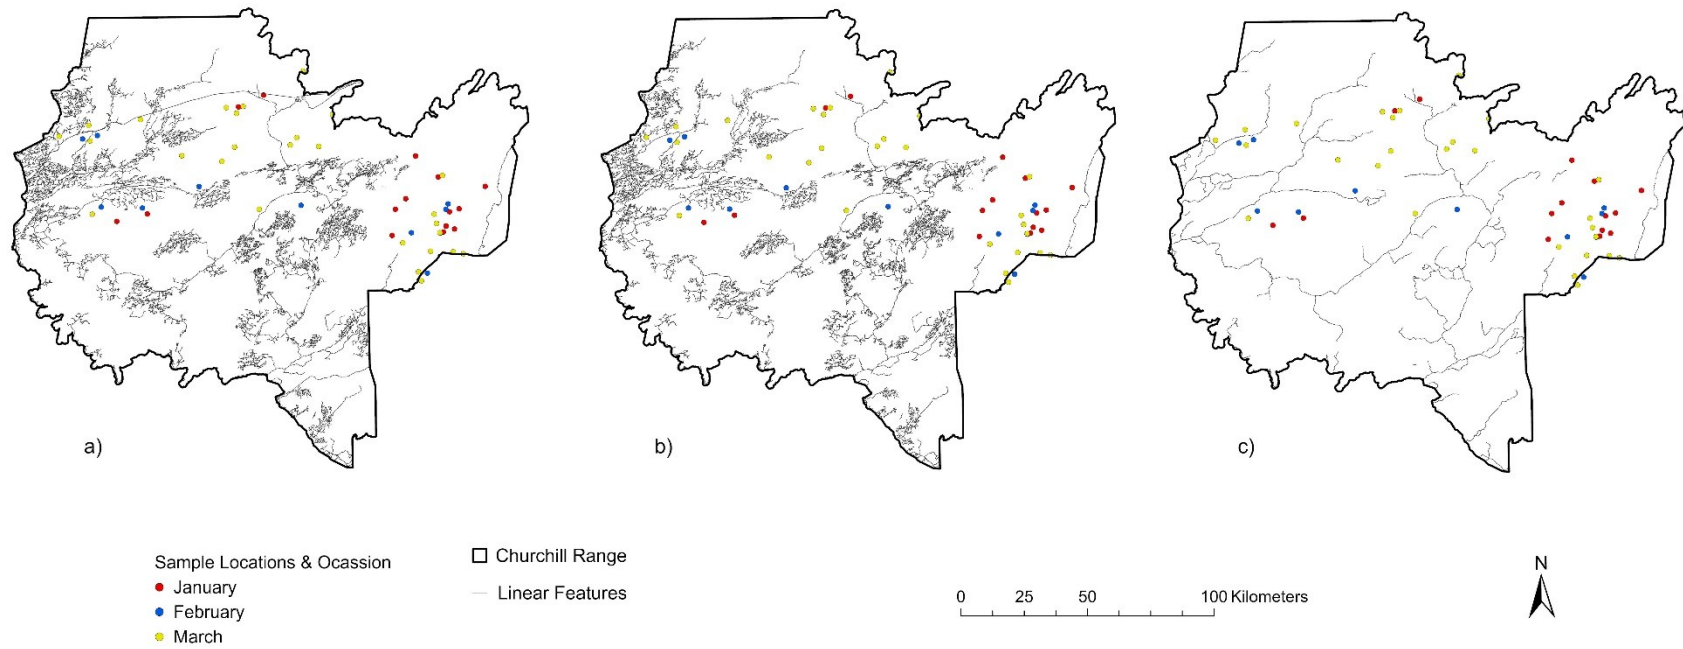 a)
b)
c)
Sample Locations & Ocassion
January
February
March
Churchill Range
Linear Features
0 25 50 100 Kilometers
N